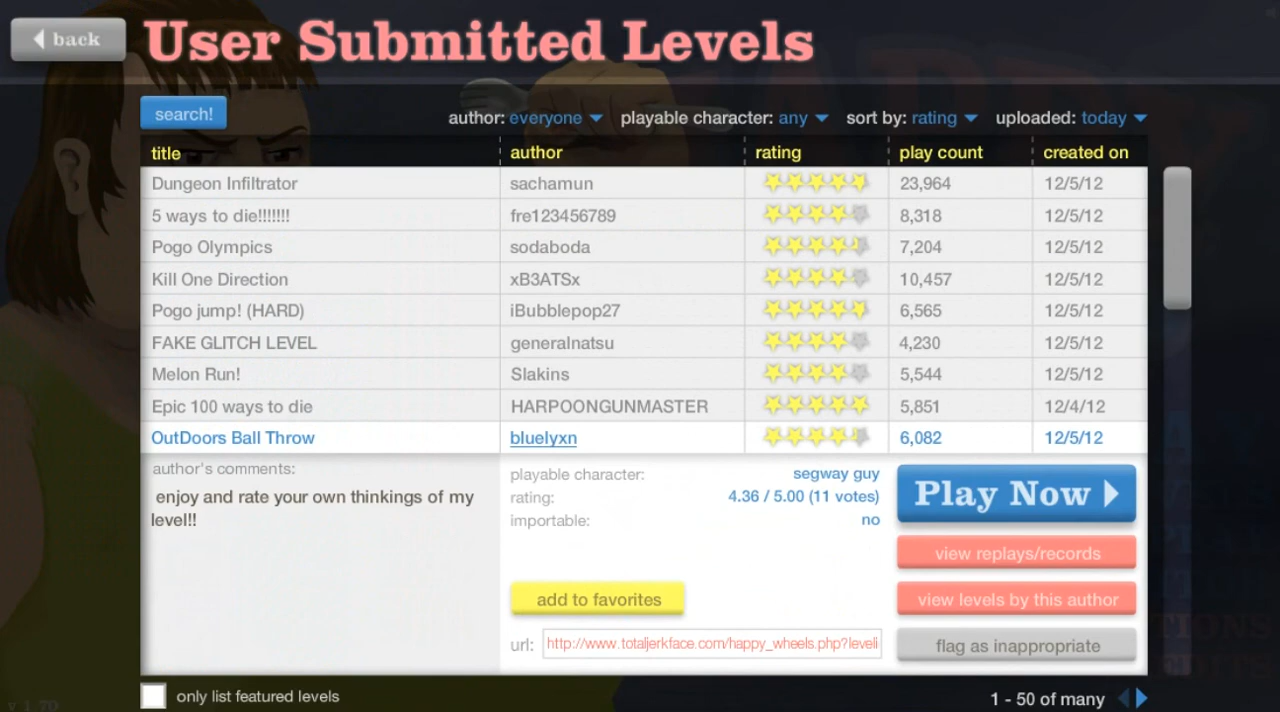 back
User Submitted Levels
search!
author: everyone playable character: any sort by: rating uploaded: today
title author rating play count created on
Dungeon Infiltrator sachamun 23,964 12/5/12
5 ways to die!!!!!!! fre123456789 8,318 12/5/12
Pogo Olympics sodaboda 7,204 12/5/12
Kill One Direction xB3ATSx 10,457 12/5/12
Pogo jump! (HARD) iBubblepop27 6,565 12/5/12
FAKE GLITCH LEVEL generalnatsu 4,230 12/5/12
Melon Run! Slakins 5,544 12/5/12
Epic 100 ways to die HARPOONGUNMASTER 5,851 12/4/12
OutDoors Ball Throw bluelyxn 6,082 12/5/12
author's comments:
enjoy and rate your own thinkings of my
level!!
playable character: segway guy
rating: 4.36 / 5.00 (11 votes)
importable: no
add to favorites
url: http://www.totaljerkface.com/happy_wheels.php?leveli
Play Now
view replays/records
view levels by this author
flag as inappropriate
only list featured levels
1 - 50 of many
v 1.70